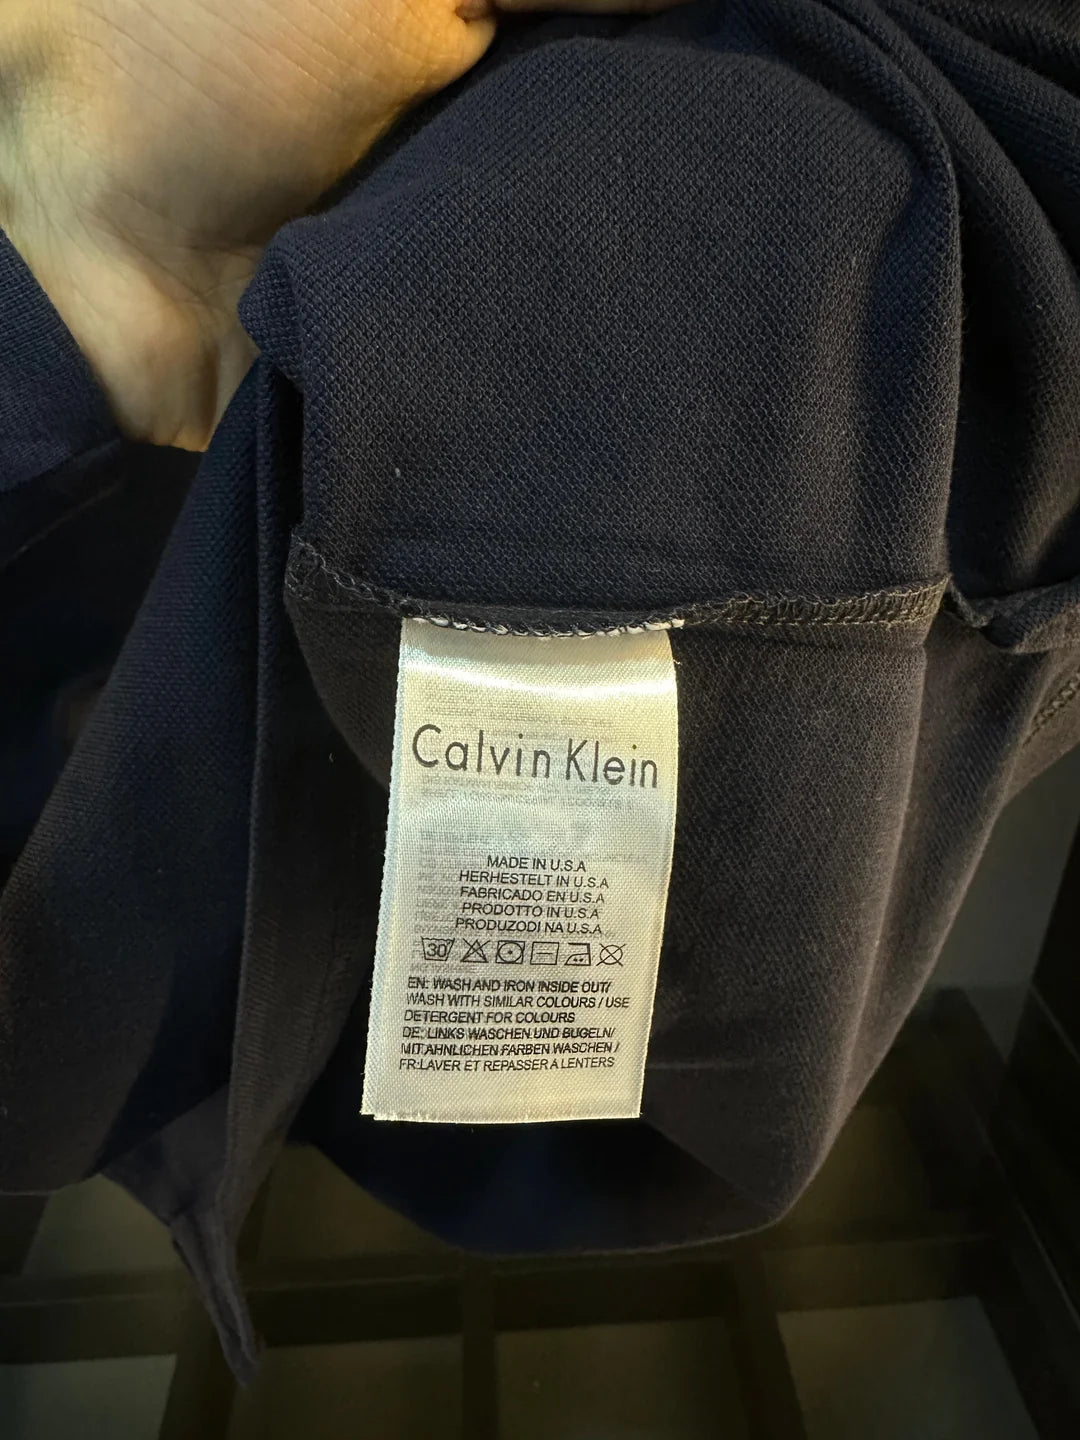 Calvin Klein
MADE IN U.S.A
HERHESTELT IN U.S.A
FABRICADO EN U.S.A
PRODOTTO IN U.S.A
PRODUZODI NA U.S.A
30
EN: WASH AND IRON INSIDE OUT/
WASH WITH SIMILAR COLOURS / USE
DETERGENT FOR COLOURS
DE: LINKS WASCHEN UND BUGELN/
MIT AHNLICHEN FARBEN WASCHEN /
FR:LAVER ET REPASSER A LENTERS